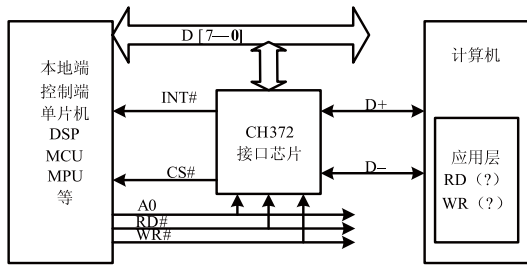 D [7—0]
本地端
控制端
单片机
DSP
MCU
MPU
等
INT#
CS#
A0
RD#
WR#
CH372
接口芯片
D+
D−
计算机
应用层
RD（?）
WR（?）